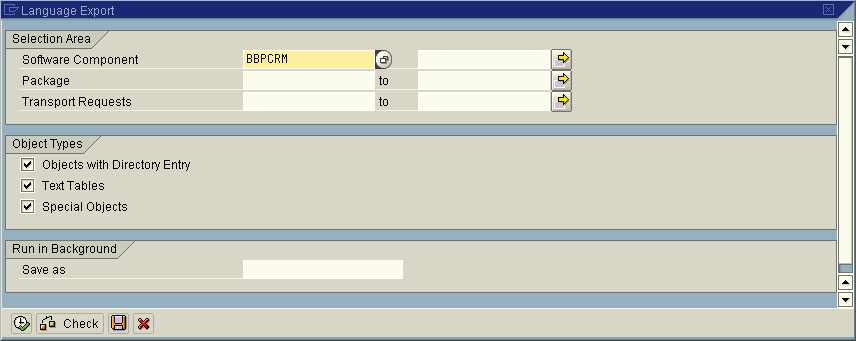 Language Export
Selection Area
Software Component BBPCRM
Package to
Transport Requests to
Object Types
Objects with Directory Entry
Text Tables
Special Objects
Run in Background
Save as
Check